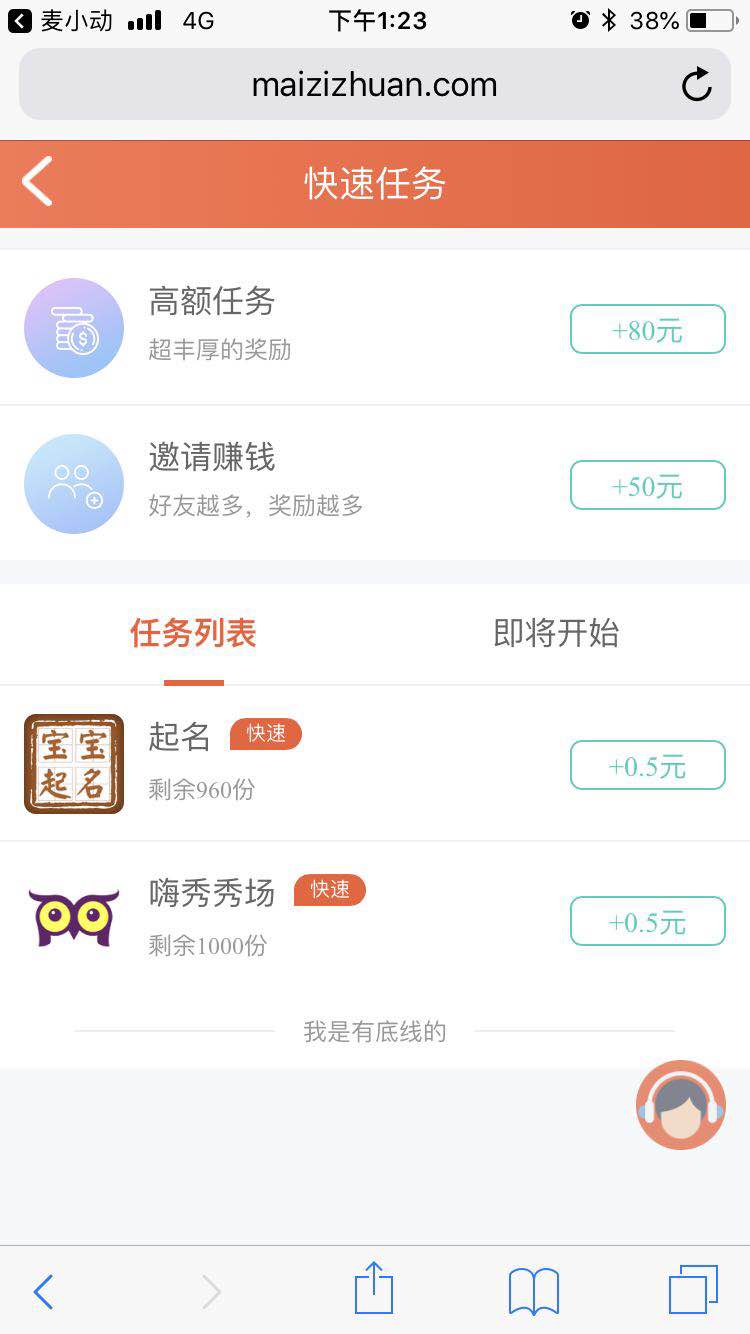 麦小动 4G 下午1:23 38%
maizizhuan.com
快速任务
高额任务
超丰厚的奖励
+80元
邀请赚钱
好友越多，奖励越多
+50元
任务列表 即将开始
宝宝
起名
起名 快速
剩余960份
+0.5元
嗨秀秀场 快速
剩余1000份
+0.5元
我是有底线的